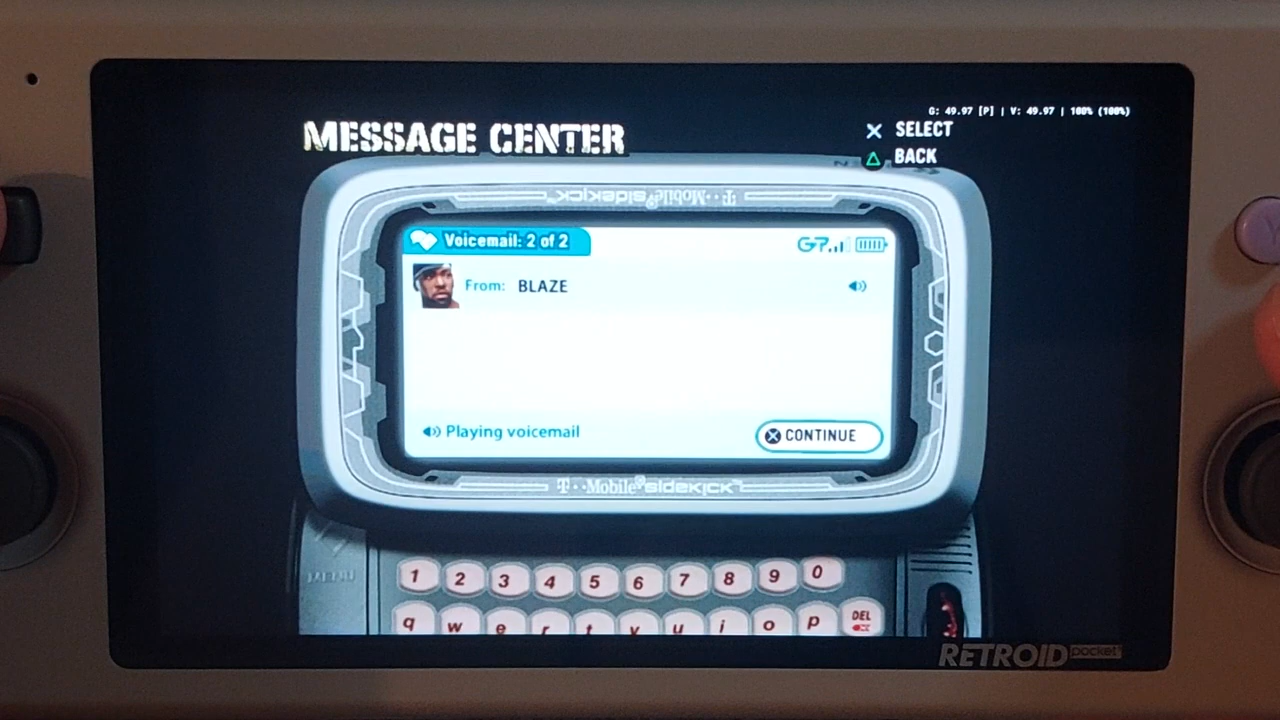 G: 49.97 [P] | V: 49.97 | 100% (100%)
MESSAGE CENTER
SELECT
BACK
T··Mobile sidekick
Voicemail: 2 of 2
From: BLAZE
Playing voicemail
CONTINUE
T··Mobile sidekick
MENU
1 2 3 4 5 6 7 8 9 0
q w e r t y u i o p DEL
RETROID pocket